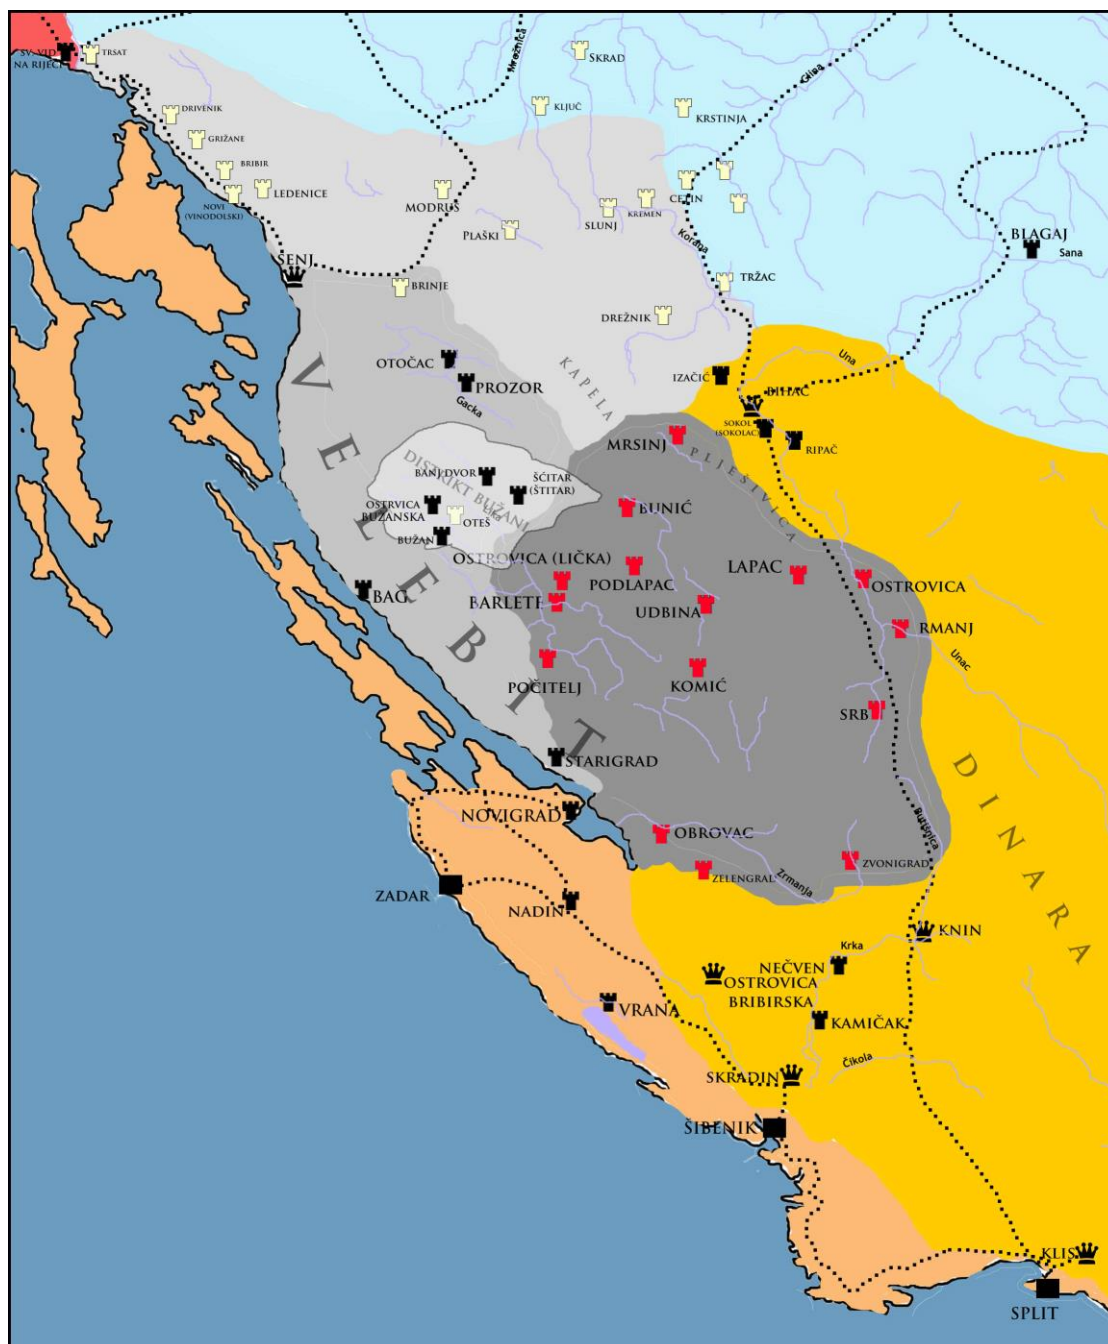 SV. VID
NA RIJECI
TRSAT
Mrežnica
SKRAD
Glina
DRIVENIK
KLJUČ
KRSTINJA
GRIŽANE
BRIBIR
LEDENICE
NOVI
(VINODOLSKI)
MODRUŠ
CETIN
KREMEN
SLUNJ
PLAŠKI
Korana
BLAGAJ
Sana
ŠENJ
BRINJE
TRŽAC
DREŽNIK
KAPELA
Una
OTOČAC
PROZOR
Gacka
IZAČIĆ
BIHAĆ
SOKOL
(SOKOLAC)
RIPAČ
MRSINJ
PLJEŠIVICA
VELEBIT
BANJ DVOR
DISTRIKT BUŽANI
ŠĆITAR
(ŠTITAR)
OSTRVICA
BUŽANSKA
OTEŠ
Lika
BUŽAN
BUNIĆ
OSTROVICA (LIČKA)
PODLAPAC
LAPAC
OSTROVICA
BAG
BARLETE
UDBINA
RMANJ
Unac
POČITELJ
KOMIĆ
SRB
STARIGRAD
DINARA
NOVIGRAD
OBROVAC
Butišnica
ZELENGRAD
Zrmanja
ZVONIGRAD
ZADAR
NADIN
KNIN
Krka
NEČVEN
OSTROVICA
BRIBIRSKA
VRANA
KAMIČAK
Čikola
SKRADIN
ŠIBENIK
KLIS
SPLIT